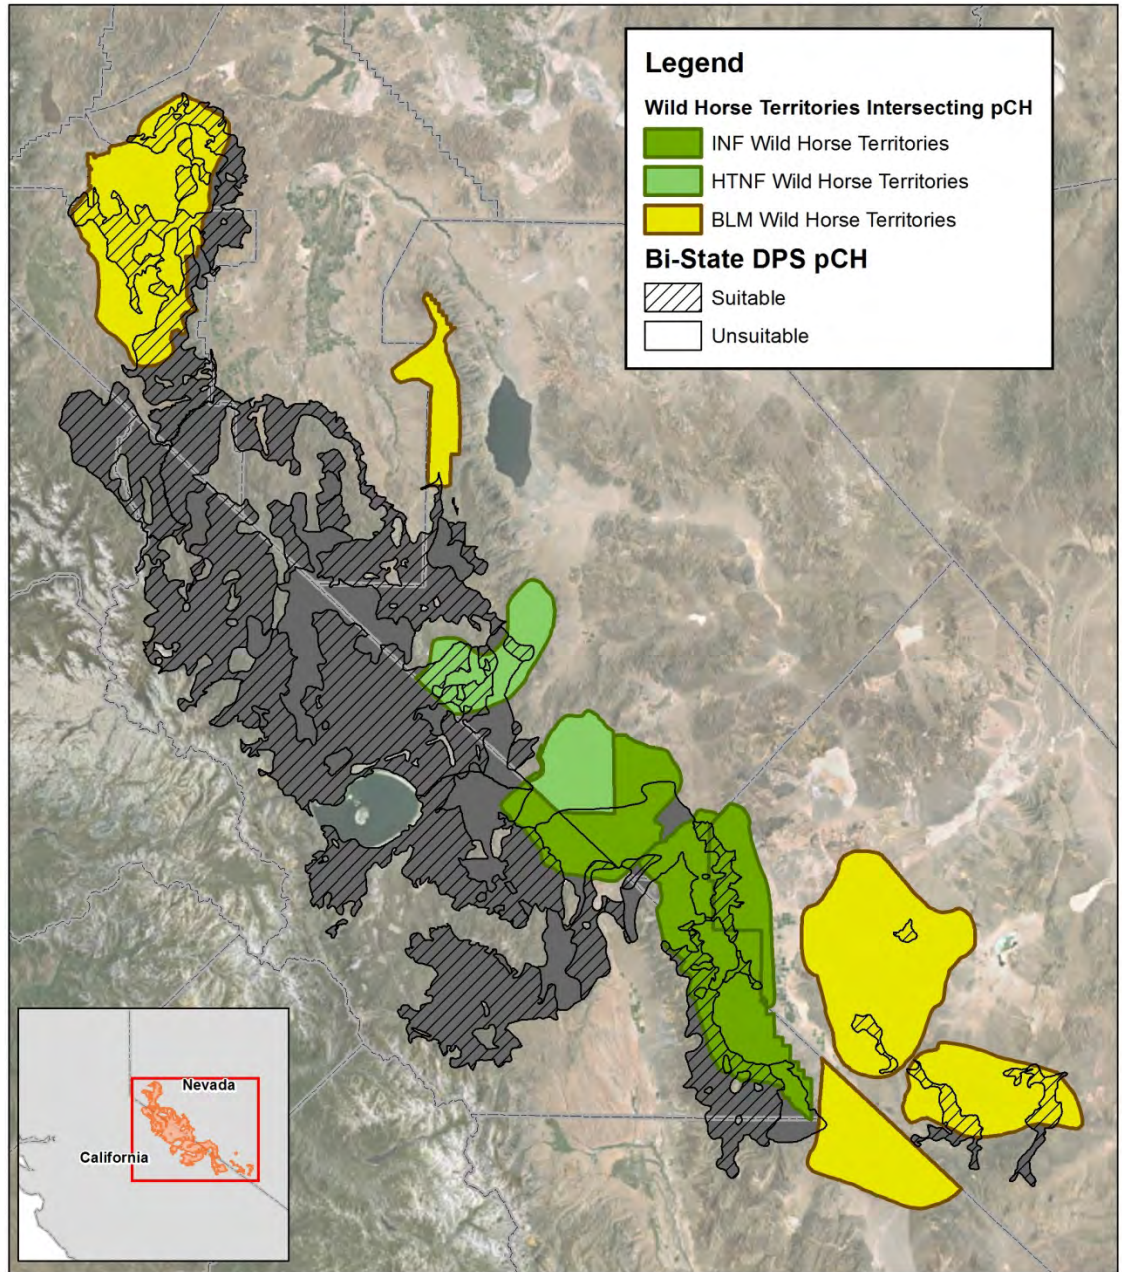 Legend
Wild Horse Territories Intersecting pCH
INF Wild Horse Territories
HTNF Wild Horse Territories
BLM Wild Horse Territories
Bi-State DPS pCH
Suitable
Unsuitable
Nevada
California